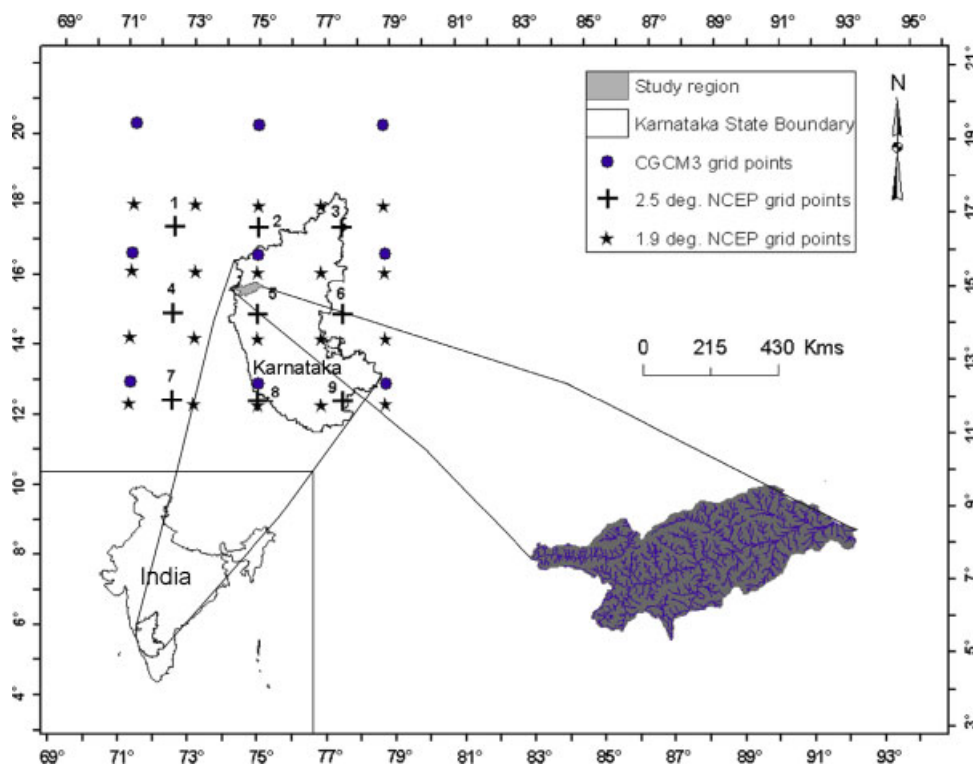 69° 71° 73° 75° 77° 79° 81° 83° 85° 87° 89° 91° 93° 95°
21°
19°
17°
15°
13°
11°
9°
7°
5°
3°
20°
18°
16°
14°
12°
10°
8°
6°
4°
Study region
Karnataka State Boundary
CGCM3 grid points
2.5 deg. NCEP grid points
1.9 deg. NCEP grid points
N
1 2 3
4 5 6
7 8 9
Karnataka
0 215 430 Kms
India
69° 71° 73° 75° 77° 79° 83° 85° 87° 89° 91° 93°